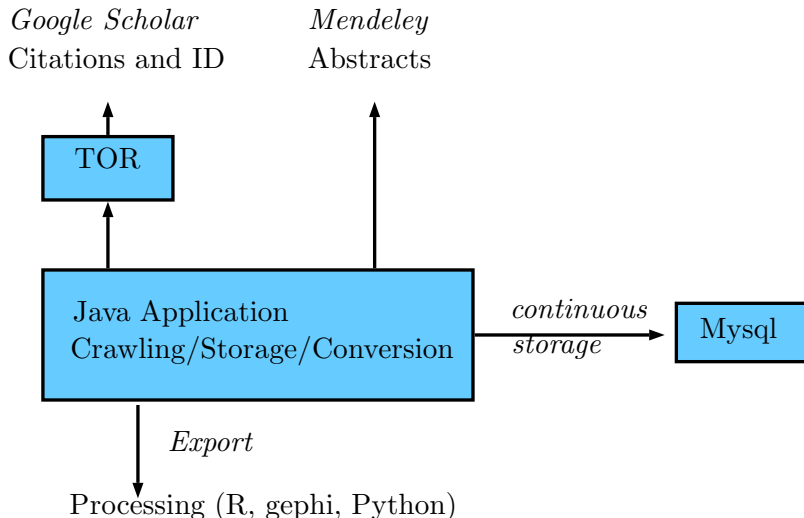 Google Scholar
Citations and ID
Mendeley
Abstracts
TOR
Java Application
Crawling/Storage/Conversion
continuous
storage
Mysql
Export
Processing (R, gephi, Python)